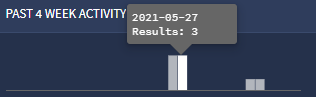 PAST 4 WEEK ACTIVITY
2021-05-27
Results: 3